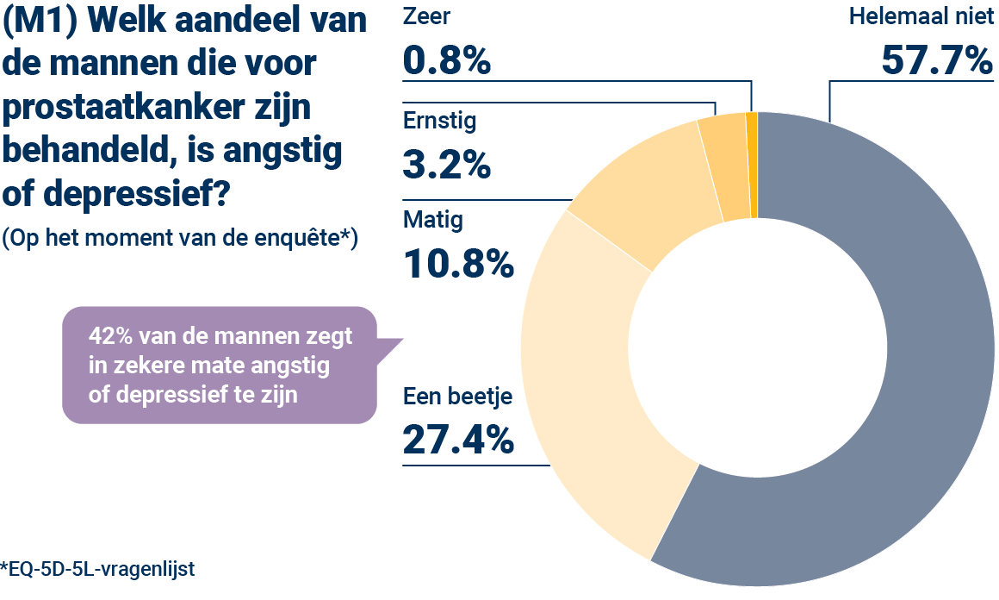 (M1) Welk aandeel van
de mannen die voor
prostaatkanker zijn
behandeld, is angstig
of depressief?
(Op het moment van de enquête*)
Zeer
0.8%
Helemaal niet
57.7%
Ernstig
3.2%
Matig
10.8%
42% van de mannen zegt
in zekere mate angstig
of depressief te zijn
Een beetje
27.4%
*EQ-5D-5L-vragenlijst